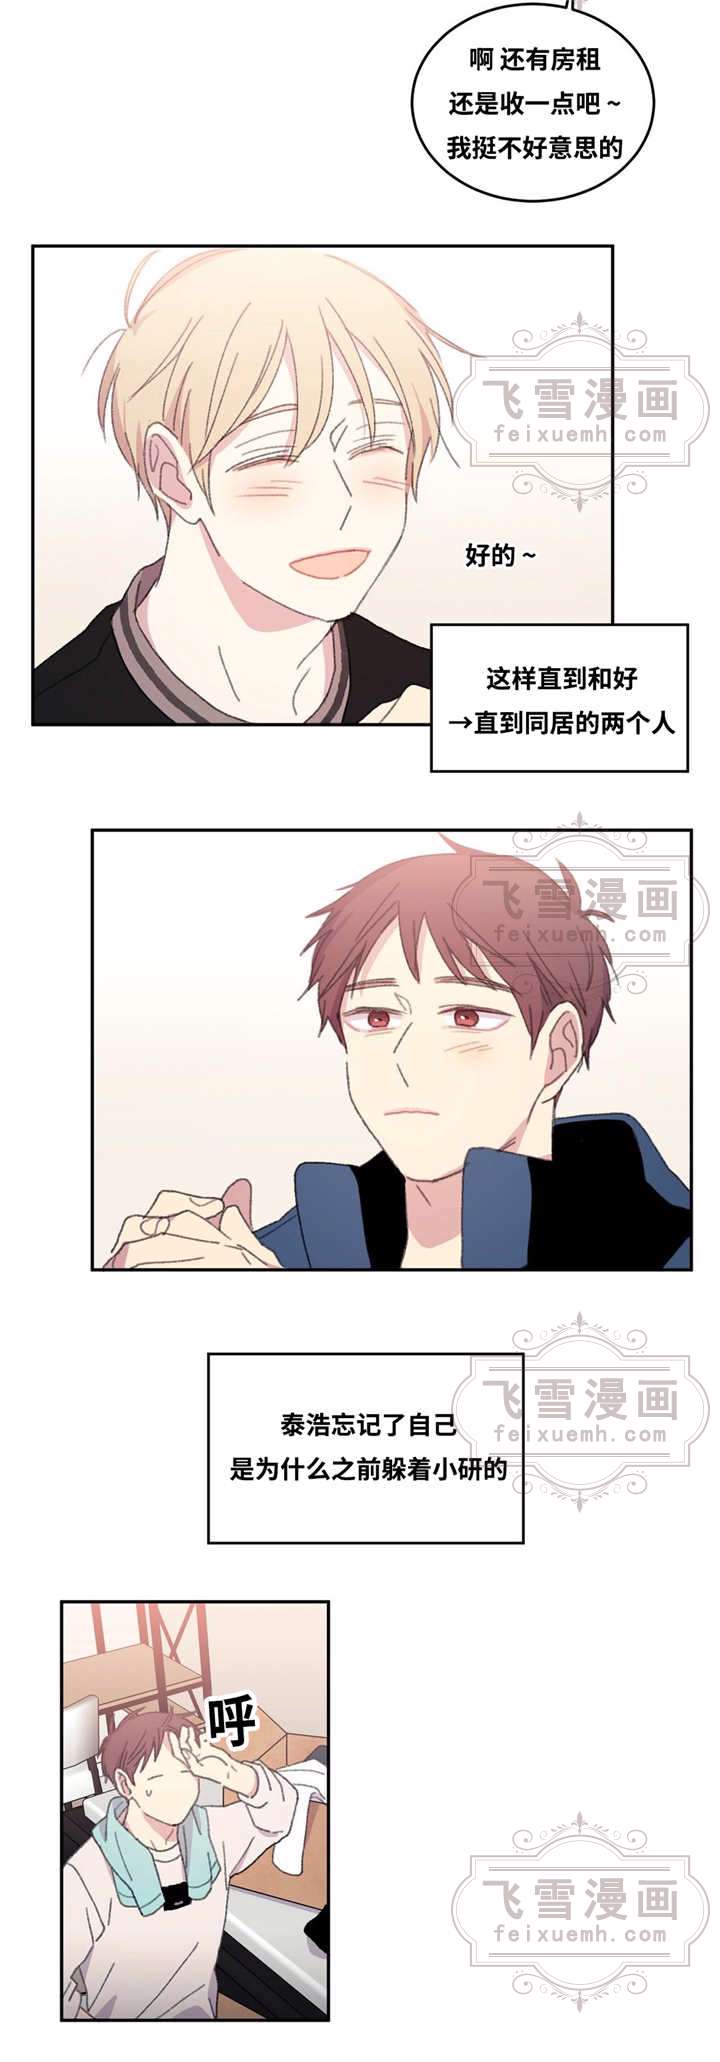 啊 还有房租
还是收一点吧~
我挺不好意思的
飞雪漫画
feixuemh.com
好的~
这样直到和好
→直到同居的两个人
飞雪漫画
feixuemh.com
飞雪漫画
feixuemh.com
泰浩忘记了自己
是为什么之前躲着小研的
呼
飞雪漫画
feixuemh.com